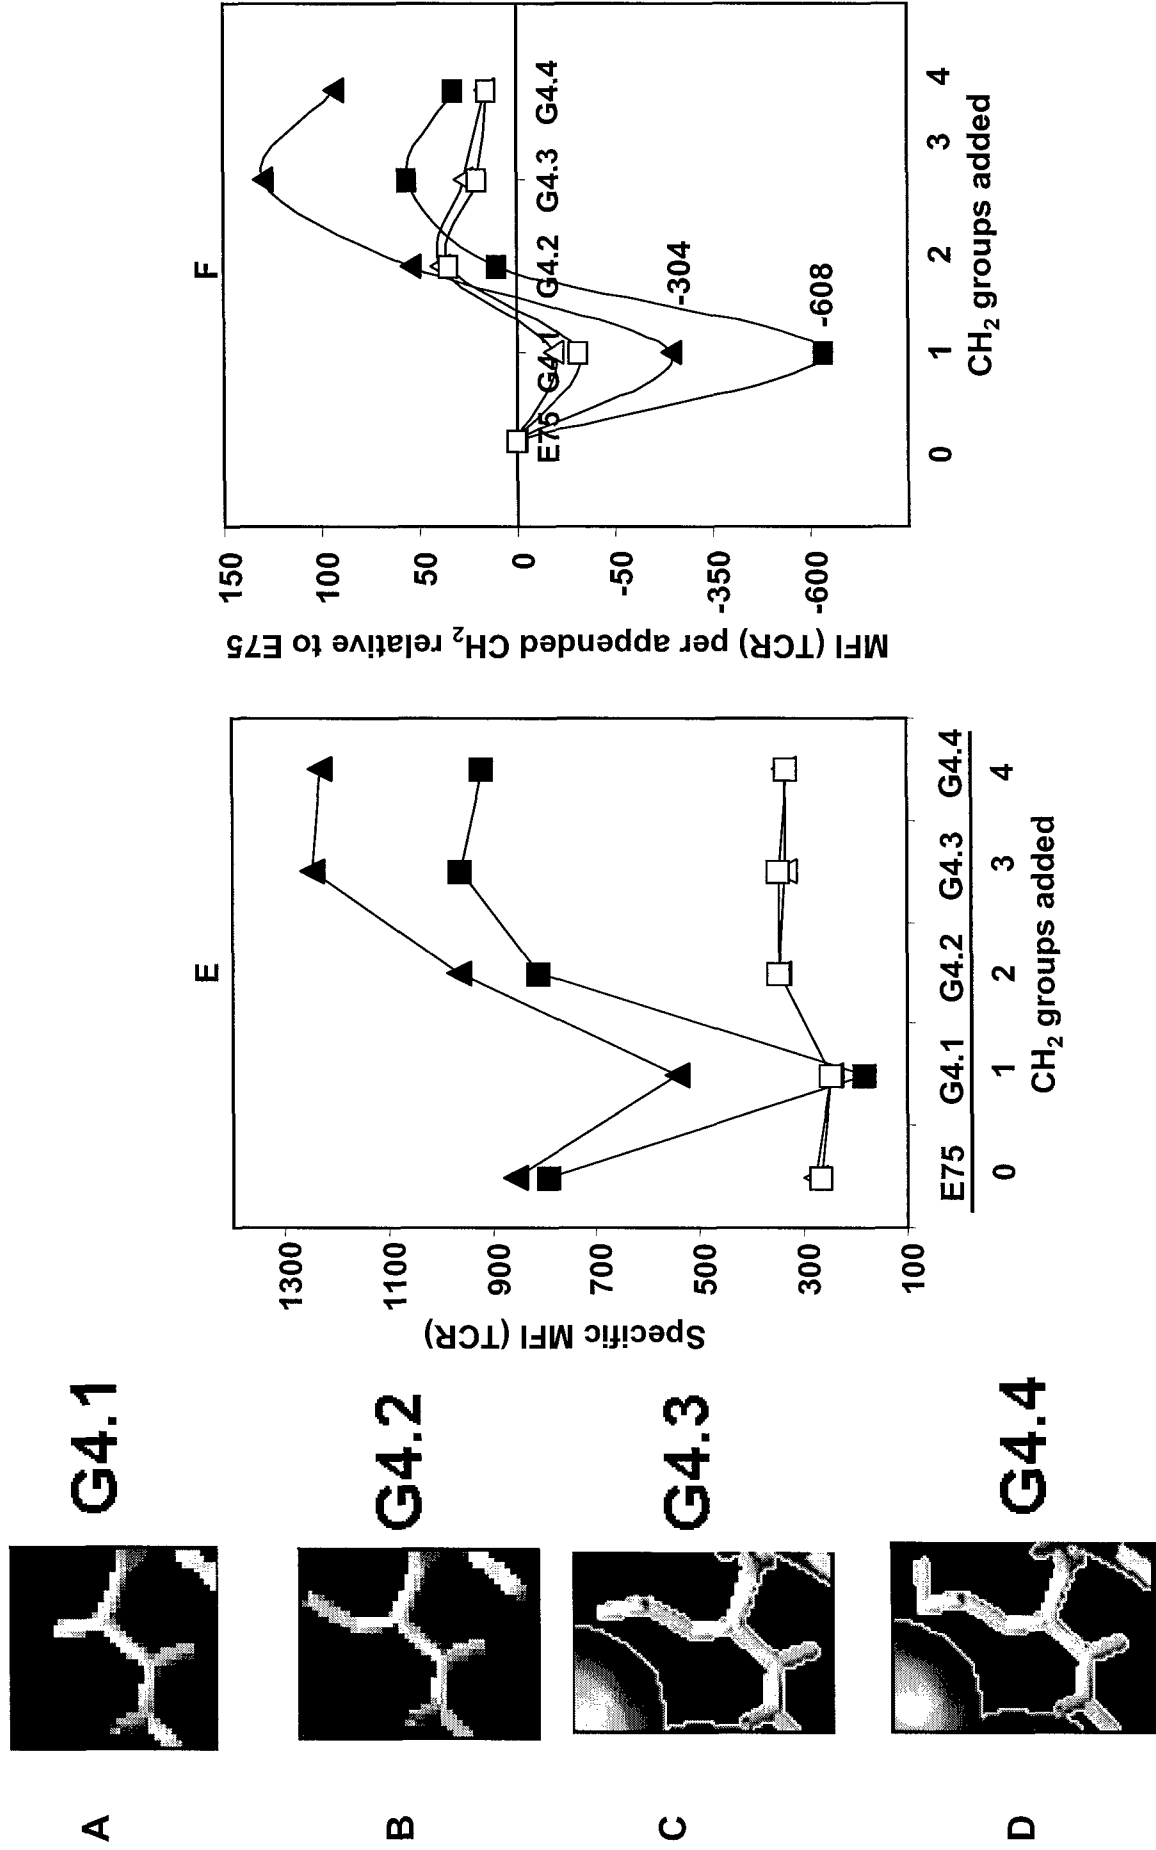 A
G4.1
B
G4.2
C
G4.3
D
G4.4
E
Specific MFI (TCR)
1300
1100
900
700
500
300
100
E75 G4.1 G4.2 G4.3 G4.4
0 1 2 3 4
CH₂ groups added
F
MFI (TCR) per appended CH₂ relative to E75
150
100
50
0
-50
-350
-600
E75 G4.2 G4.3 G4.4
-304
-608
0 1 2 3 4
CH₂ groups added